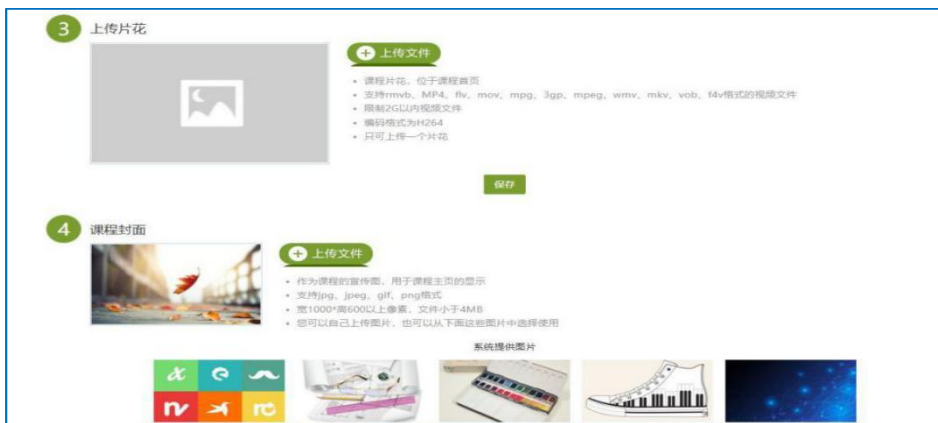 3 上传片花
上传文件
• 课程片花，位于课程首页
• 支持rmvb、MP4、flv、mov、mpg、3gp、mpeg、wmv、mkv、vob、f4v格式的视频文件
• 限制2G以内视频文件
• 编码格式为H264
• 只可上传一个片花
保存
4 课程封面
上传文件
• 作为课程的宣传图，用于课程主页的显示
• 支持jpg、jpeg、gif、png格式
• 宽1000*高600以上像素，文件小于4MB
• 您可以自己上传图片，也可以从下面这些图片中选择使用
系统提供图片